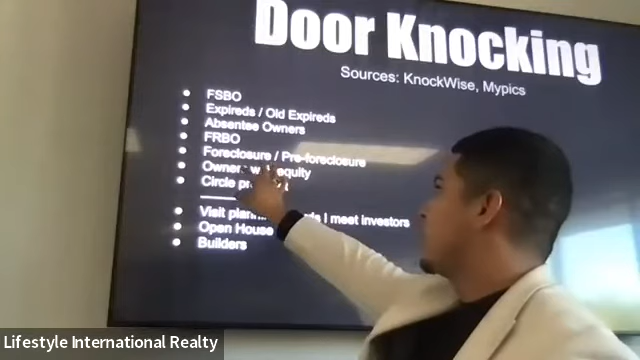 Door Knocking
Sources: KnockWise, Mypics
FSBO
Expireds / Old Expireds
Absentee Owners
FRBO
Foreclosure / Pre-foreclosure
equity
Circle
Visit I meet Investors
Open House
Builders
Lifestyle International Realty